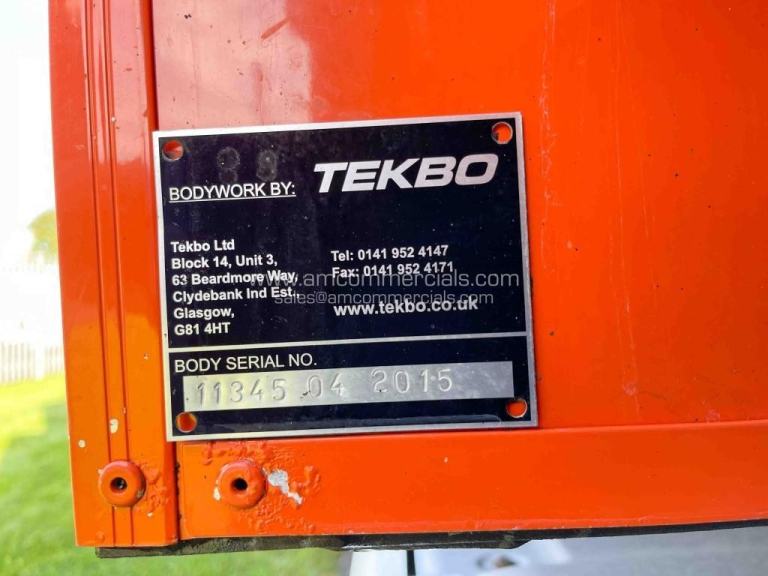 88
BODYWORK BY: TEKBO
Tekbo Ltd
Block 14, Unit 3,
63 Beardmore Way,
Clydebank Ind Est.,
Glasgow,
G81 4HT
Tel: 0141 952 4147
Fax: 0141 952 4171
www.tekbo.co.uk
www.amcommercials.com
sales@amcommercials.com
BODY SERIAL NO.
11345 04 2015